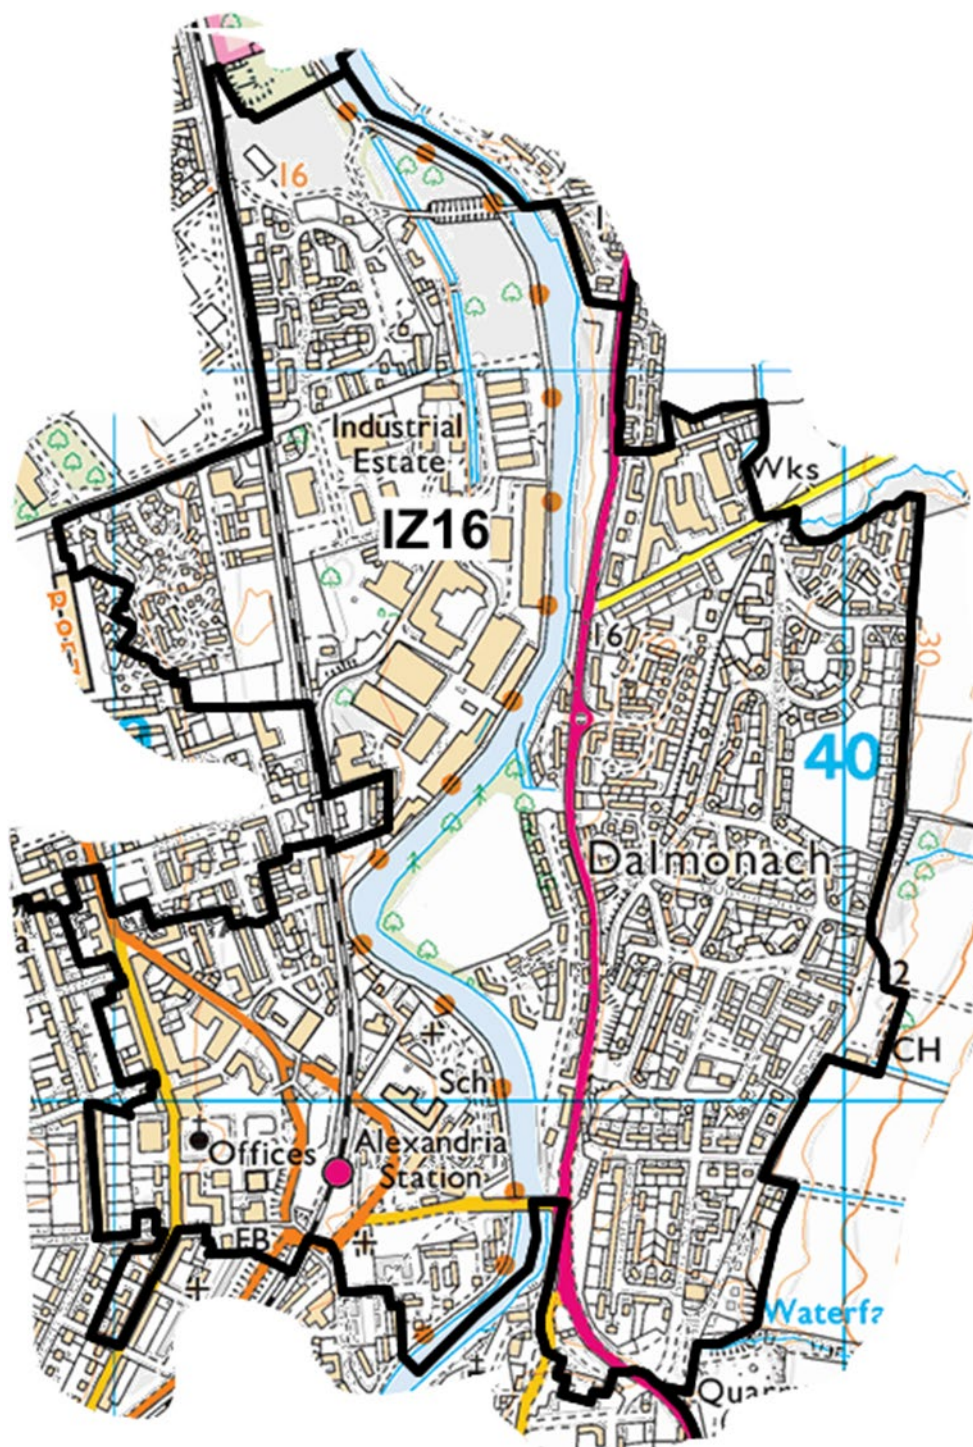 16
Industrial
Estate
Wks
IZ16
16
30
40
Dalmonach
2
CH
Sch
Offices
Alexandria
Station
FB
Waterfa
Quarr